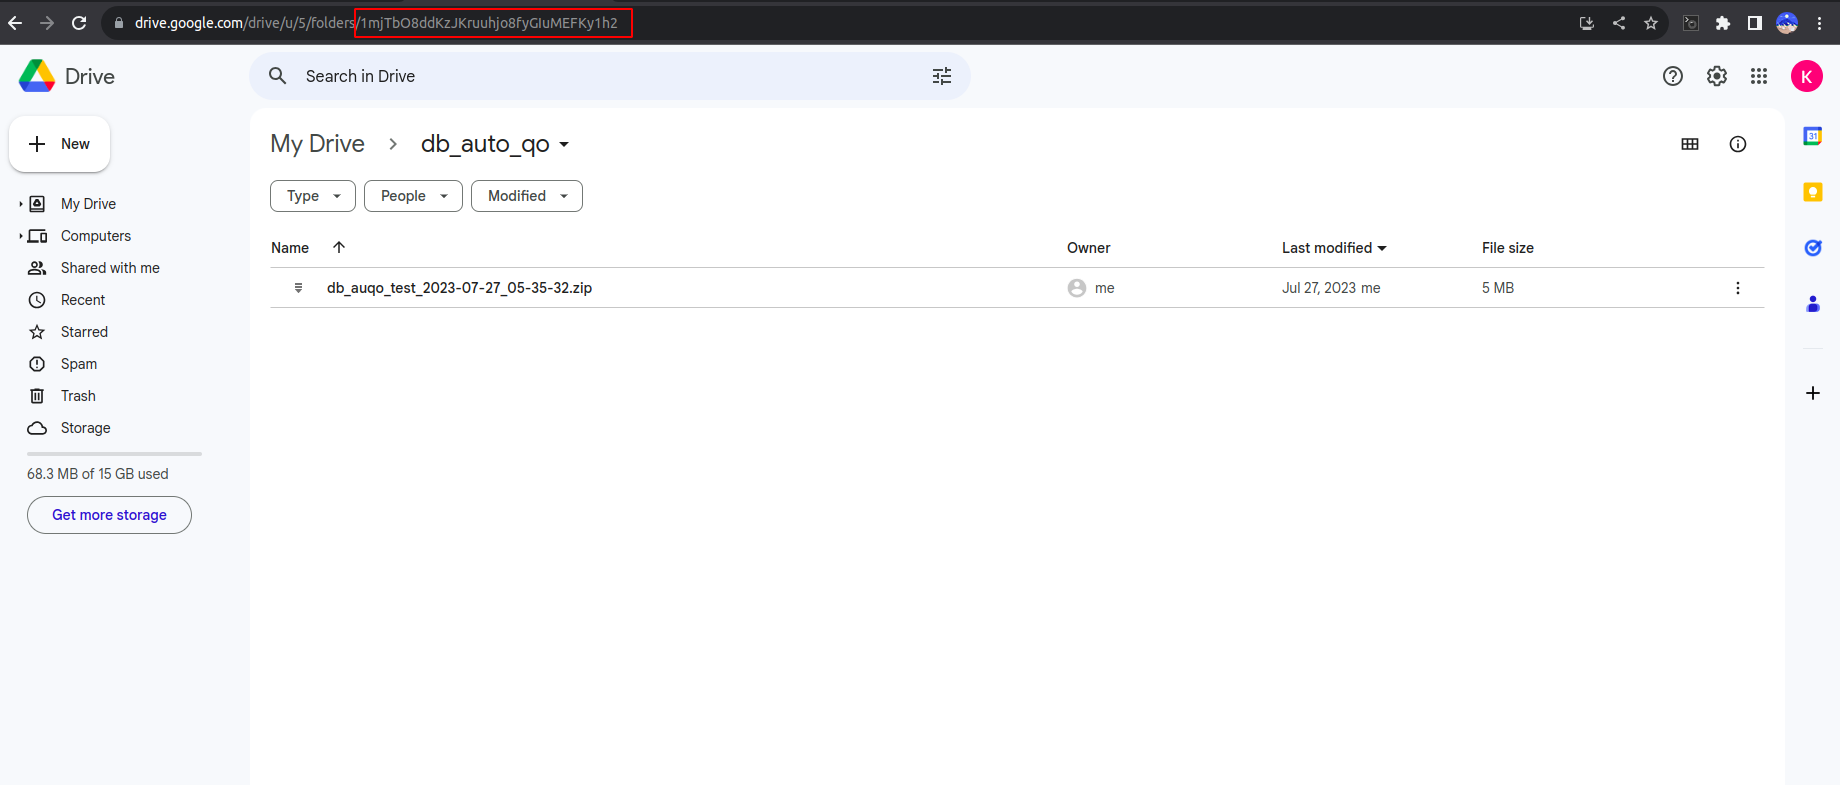 drive.google.com/drive/u/5/folders/1mjTbO8ddKzJKruuhjo8fyGIuMEFKy1h2
Drive
Search in Drive
K
New
My Drive
Computers
Shared with me
Recent
Starred
Spam
Trash
Storage
68.3 MB of 15 GB used
Get more storage
My Drive > db_auto_qo
Type People Modified
Name Owner Last modified File size
db_auqo_test_2023-07-27_05-35-32.zip me Jul 27, 2023 me 5 MB
31